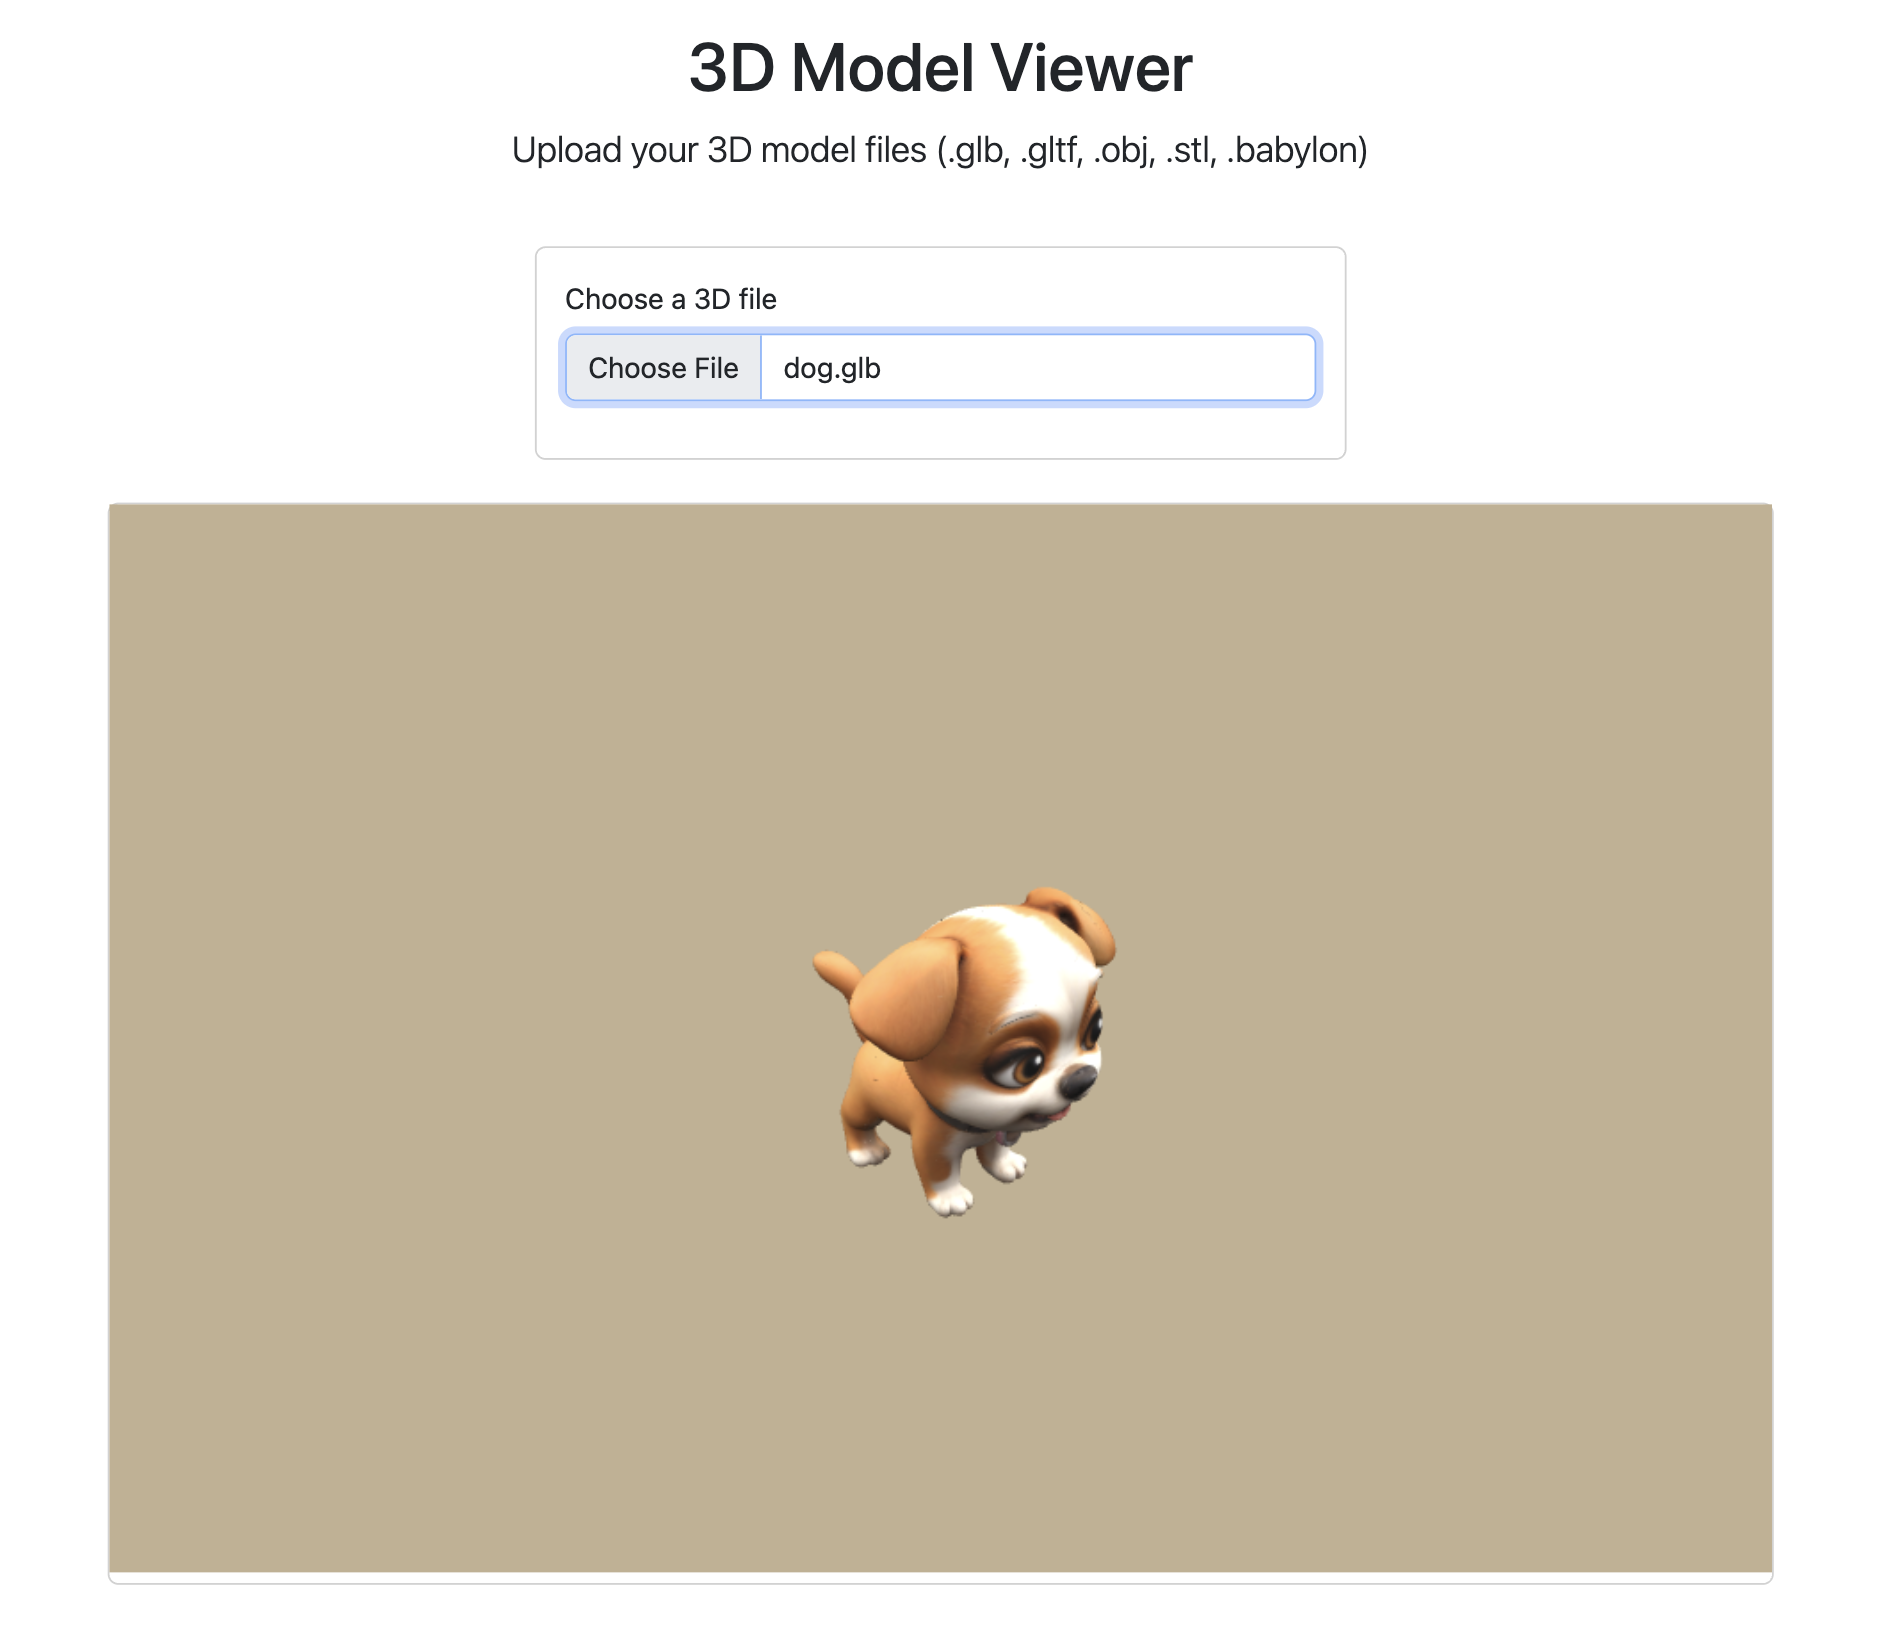 3D Model Viewer
Upload your 3D model files (.glb, .gltf, .obj, .stl, .babylon)
Choose a 3D file
Choose File dog.glb